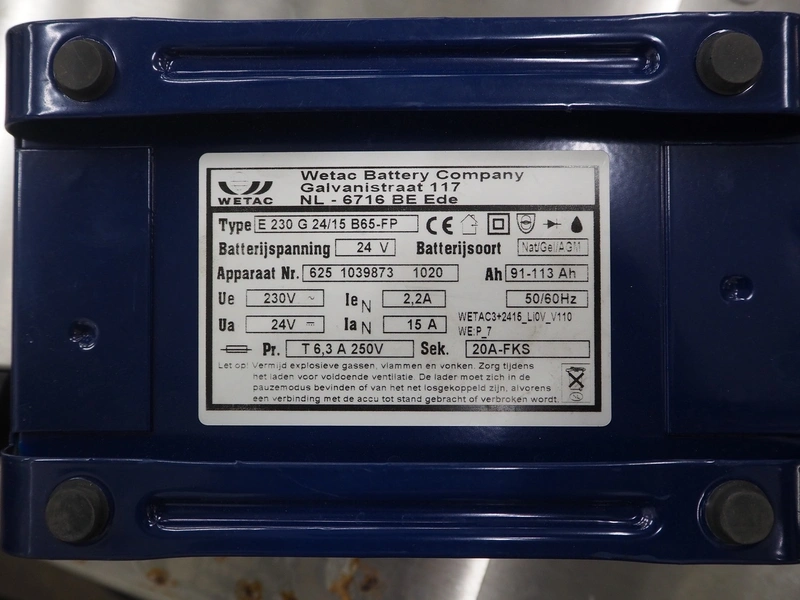 Wetac Battery Company
Galvanistraat 117
NL - 6716 BE Ede
WETAC
Type E 230 G 24/15 B65-FP CE
Batterijspanning 24 V Batterijsoort Nat/Gel/AGM
Apparaat Nr. 625 1039873 1020 Ah 91-113 Ah
Ue 230V ~ Ie N 2,2A 50/60Hz
WETAC3+2415_Li0V_V110
Ua 24V Ia N 15 A WE:P_7
Pr. T 6,3 A 250V Sek. 20A-FKS
Let op: Vermijd explosieve gassen, vlammen en vonken. Zorg tijdens
het laden voor voldoende ventilatie. De lader moet zich in de
pauzemodus bevinden of van het net losgekoppeld zijn, alvorens
een verbinding met de accu tot stand gebracht of verbroken wordt.